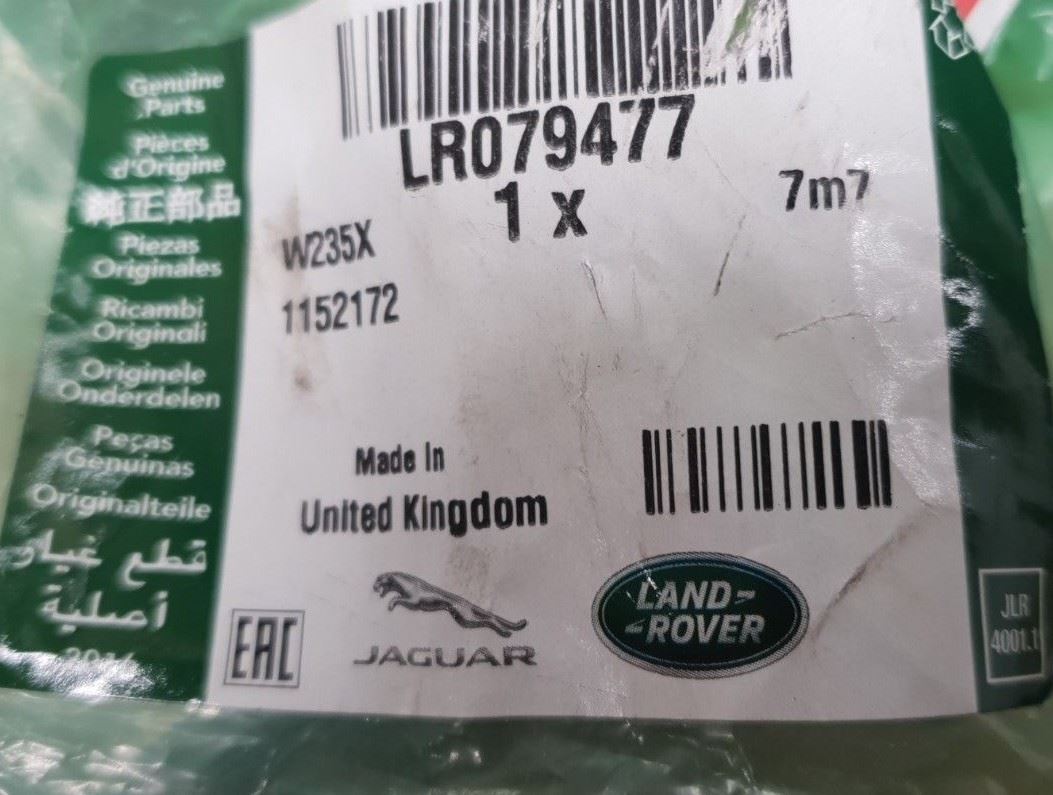 Genuine
Parts
Pièces
d'Origine
純正部品
Piezas
Originales
Ricambi
Originali
Originele
Onderdelen
Peças
Genuinas
Originalteile
قطع غيار
أصلية
LR079477
1 x
7m7
W235X
1152172
Made In
United Kingdom
EAC
JAGUAR
LAND-
-ROVER
JLR
4001.1